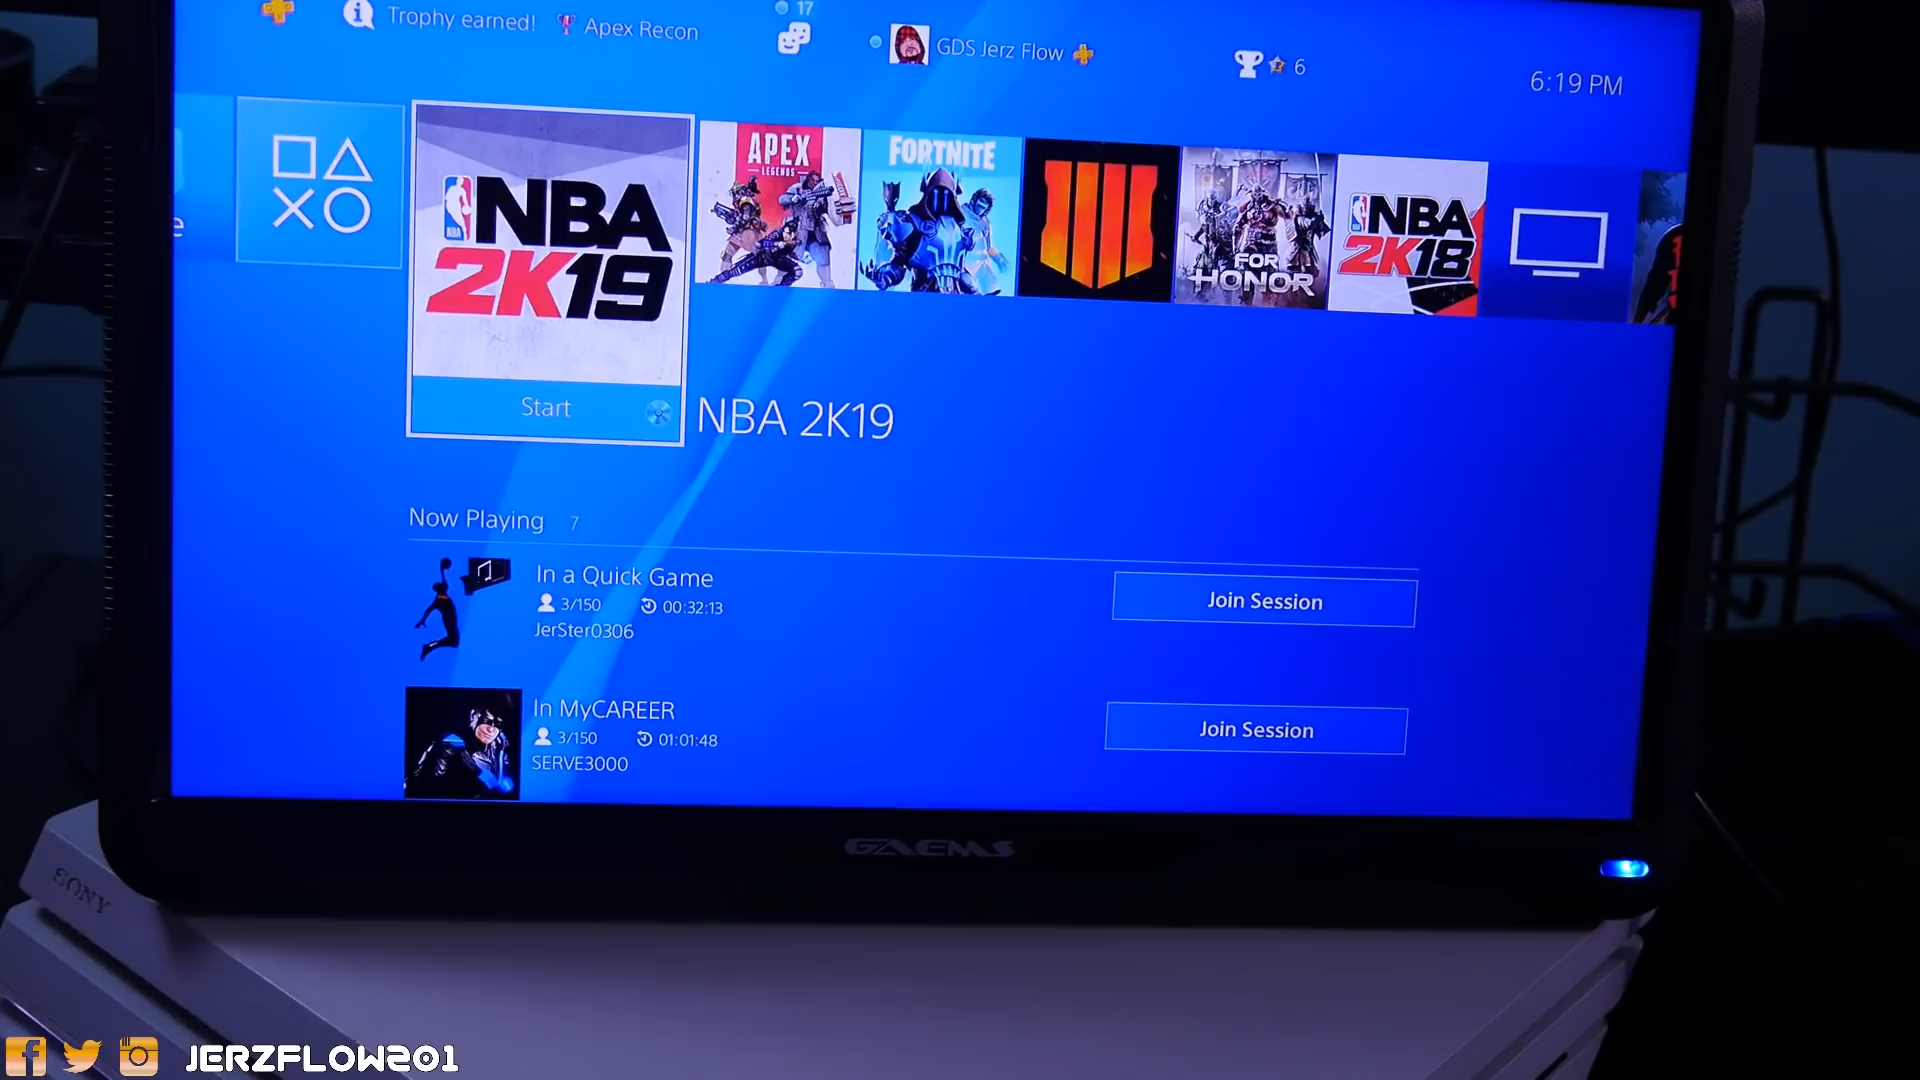 Trophy earned! Apex Recon
17
GDS Jerz Flow
6
6:19 PM
NBA
NBA
2K19
APEX
LEGENDS
FORTNITE
FOR
HONOR
NBA
2K18
e
Start
NBA 2K19
Now Playing 7
In a Quick Game
3/150 00:32:13
JerSter0306
Join Session
In MyCAREER
3/150 01:01:48
SERVE3000
Join Session
GAEMS
SONY
JERZFLOW201